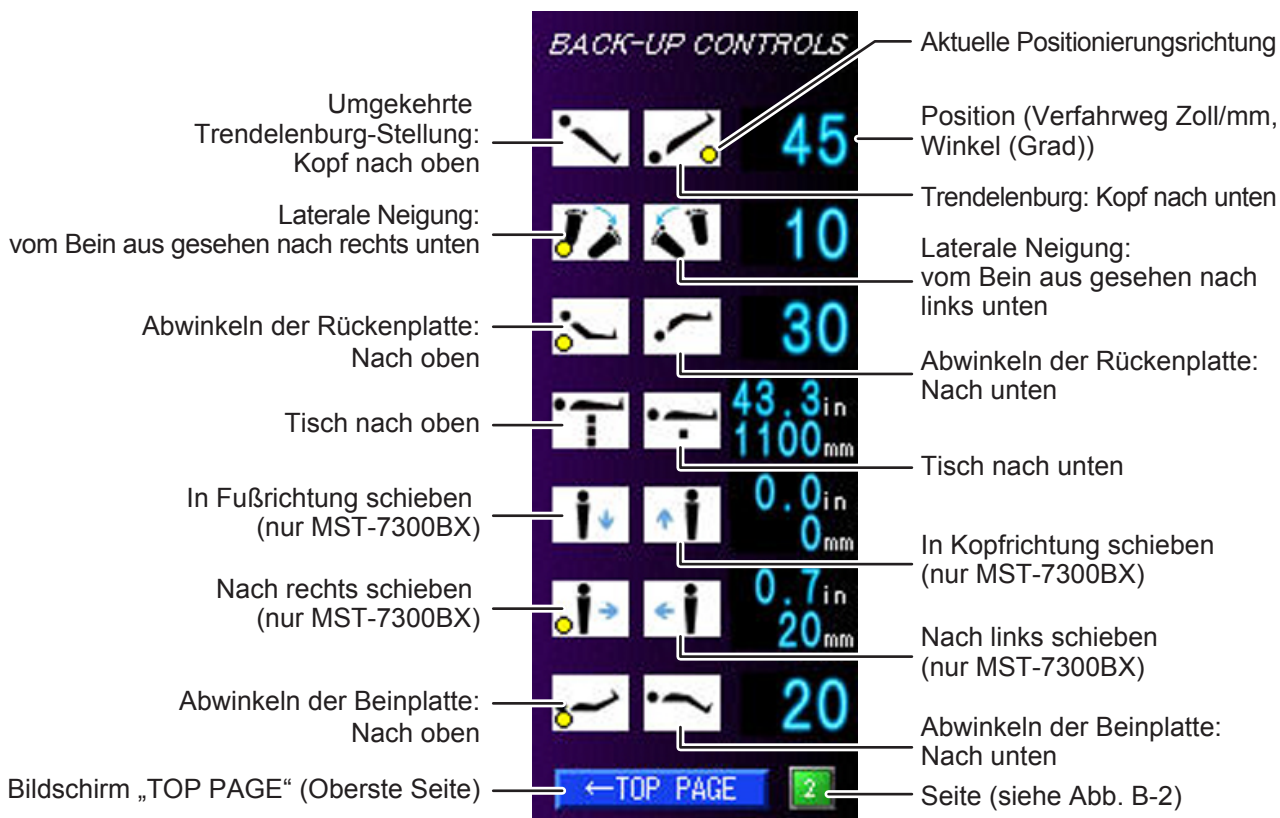 BACK-UP CONTROLS
Aktuelle Positionierungsrichtung
Umgekehrte
Trendelenburg-Stellung:
Kopf nach oben
45
Position (Verfahrweg Zoll/mm,
Winkel (Grad))
Trendelenburg: Kopf nach unten
Laterale Neigung:
vom Bein aus gesehen nach rechts unten
10
Laterale Neigung:
vom Bein aus gesehen nach
links unten
Abwinkeln der Rückenplatte:
Nach oben
30
Abwinkeln der Rückenplatte:
Nach unten
Tisch nach oben
43.3in
1100mm
Tisch nach unten
In Fußrichtung schieben
(nur MST-7300BX)
0.0in
0mm
In Kopfrichtung schieben
(nur MST-7300BX)
Nach rechts schieben
(nur MST-7300BX)
0.7in
20mm
Nach links schieben
(nur MST-7300BX)
Abwinkeln der Beinplatte:
Nach oben
20
Abwinkeln der Beinplatte:
Nach unten
Bildschirm „TOP PAGE“ (Oberste Seite)
←TOP PAGE
2
Seite (siehe Abb. B-2)